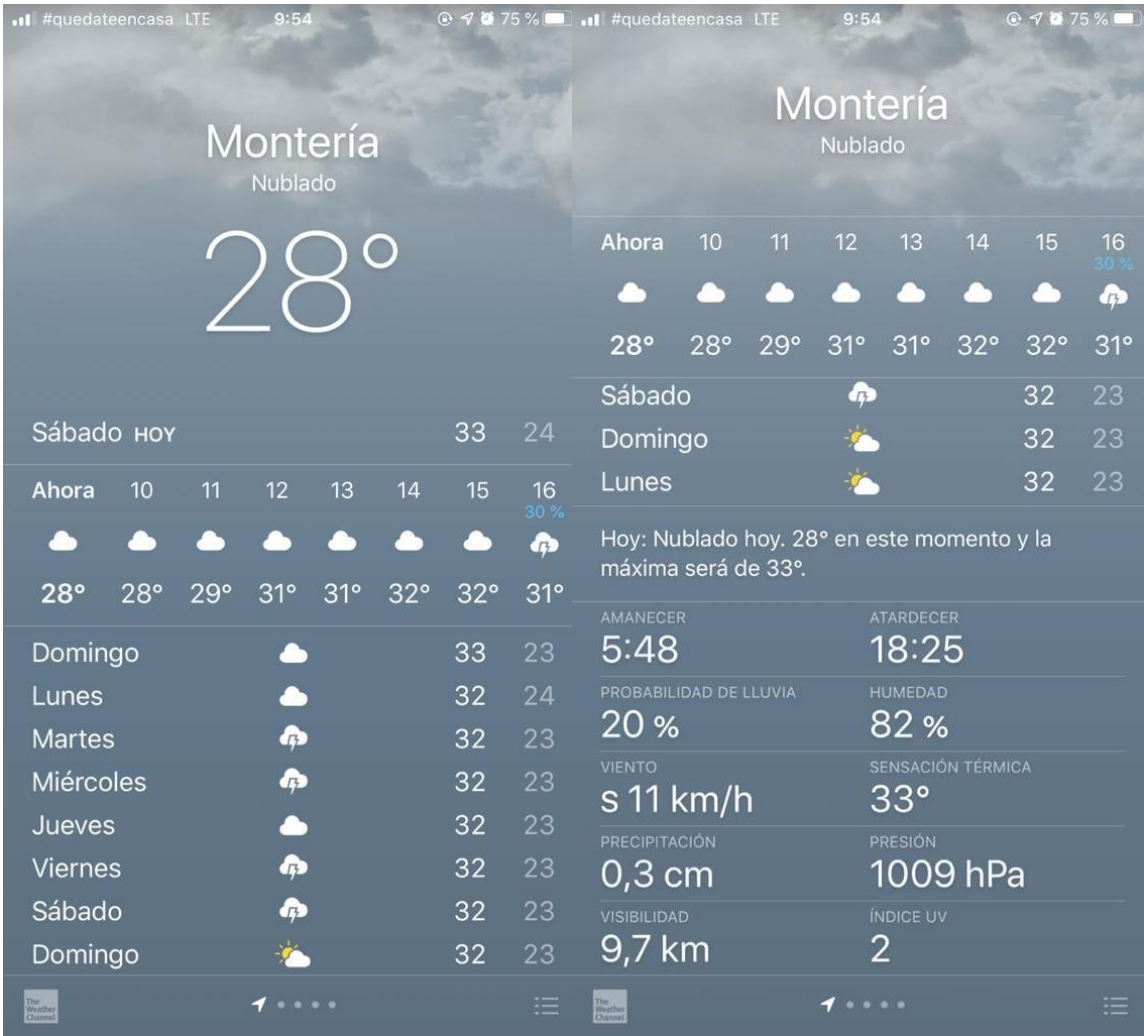 #quedateencasa LTE 9:54 75 %
Montería
Nublado
28°
Sábado HOY 33 24
Ahora 10 11 12 13 14 15 16
30 %
28° 28° 29° 31° 31° 32° 32° 31°
Domingo 33 23
Lunes 32 24
Martes 32 23
Miércoles 32 23
Jueves 32 23
Viernes 32 23
Sábado 32 23
Domingo 32 23
The
Weather
Channel
#quedateencasa LTE 9:54 75 %
Montería
Nublado
Ahora 10 11 12 13 14 15 16
30 %
28° 28° 29° 31° 31° 32° 32° 31°
Sábado 32 23
Domingo 32 23
Lunes 32 23
Hoy: Nublado hoy. 28° en este momento y la
máxima será de 33°.
AMANECER ATARDECER
5:48 18:25
PROBABILIDAD DE LLUVIA HUMEDAD
20 % 82 %
VIENTO SENSACIÓN TÉRMICA
s 11 km/h 33°
PRECIPITACIÓN PRESIÓN
0,3 cm 1009 hPa
VISIBILIDAD ÍNDICE UV
9,7 km 2
The
Weather
Channel